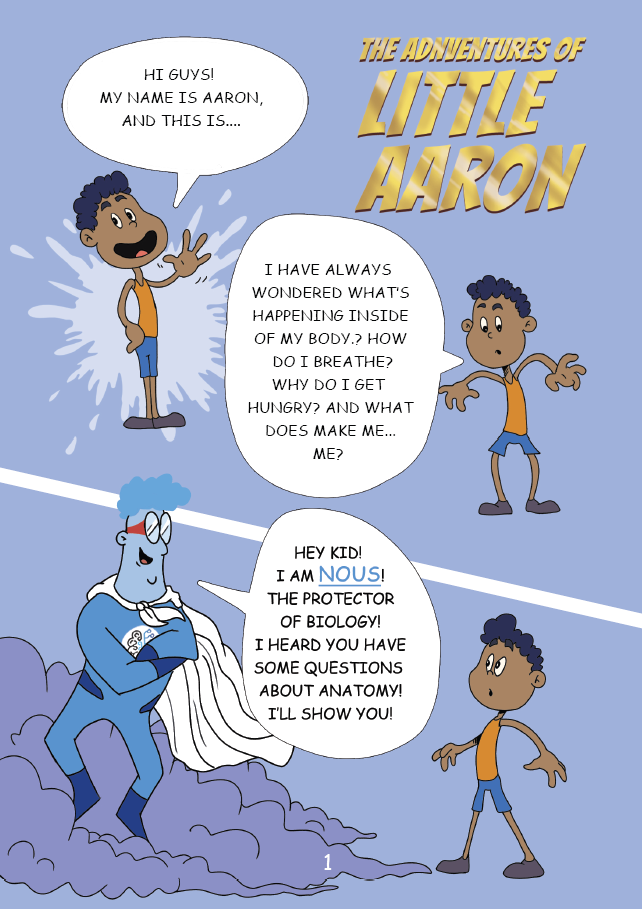 THE ADNVENTURES OF
LITTLE
AARON
HI GUYS!
MY NAME IS AARON,
AND THIS IS....
I HAVE ALWAYS
WONDERED WHAT'S
HAPPENING INSIDE
OF MY BODY.? HOW
DO I BREATHE?
WHY DO I GET
HUNGRY? AND WHAT
DOES MAKE ME...
ME?
HEY KID!
I AM NOUS!
THE PROTECTOR
OF BIOLOGY!
I HEARD YOU HAVE
SOME QUESTIONS
ABOUT ANATOMY!
I'LL SHOW YOU!
1